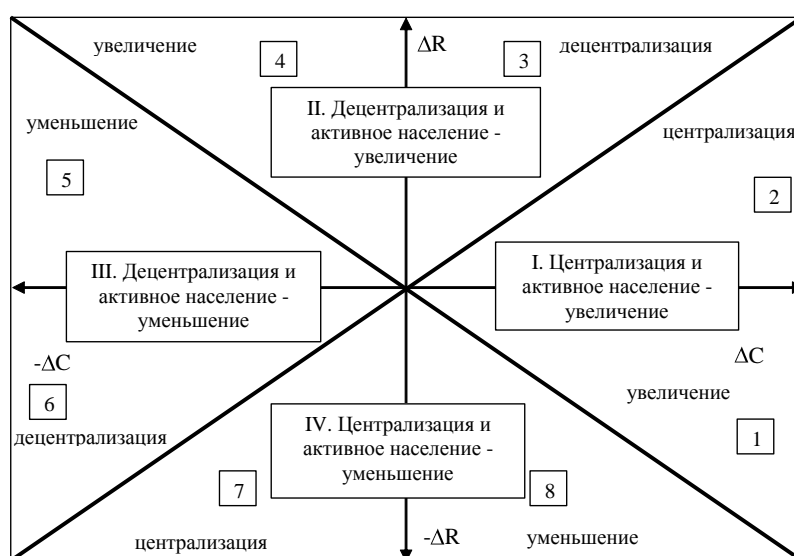 увеличение
4
ΔR
3
децентрализация
уменьшение
II. Децентрализация и
активное население -
увеличение
централизация
5
2
III. Децентрализация и
активное население -
уменьшение
I. Централизация и
активное население -
увеличение
-ΔC
ΔC
6
увеличение
децентрализация
IV. Централизация и
активное население -
уменьшение
1
7
8
централизация
-ΔR
уменьшение